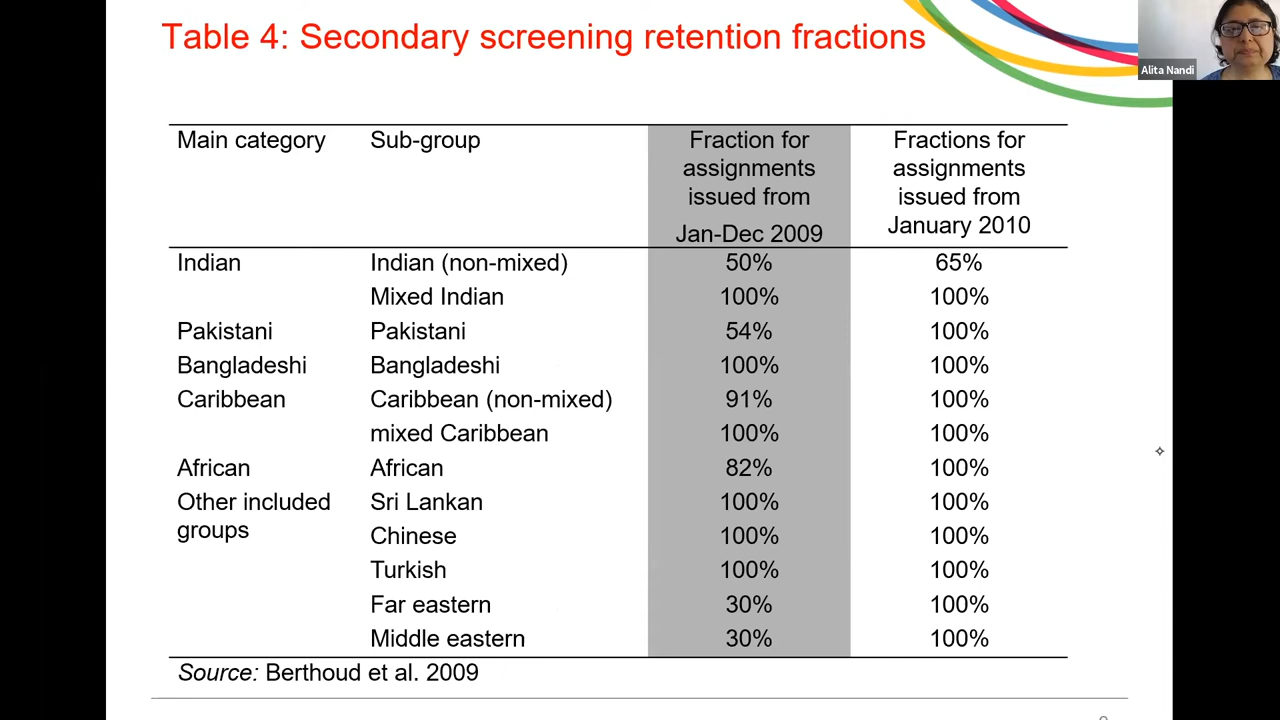 Table 4: Secondary screening retention fractions
Alita Nandi
Main category Sub-group Fraction for assignments issued from Jan-Dec 2009 Fractions for assignments issued from January 2010
Indian Indian (non-mixed) 50% 65%
Mixed Indian 100% 100%
Pakistani Pakistani 54% 100%
Bangladeshi Bangladeshi 100% 100%
Caribbean Caribbean (non-mixed) 91% 100%
mixed Caribbean 100% 100%
African African 82% 100%
Other included groups Sri Lankan 100% 100%
Chinese 100% 100%
Turkish 100% 100%
Far eastern 30% 100%
Middle eastern 30% 100%
Source: Berthoud et al. 2009